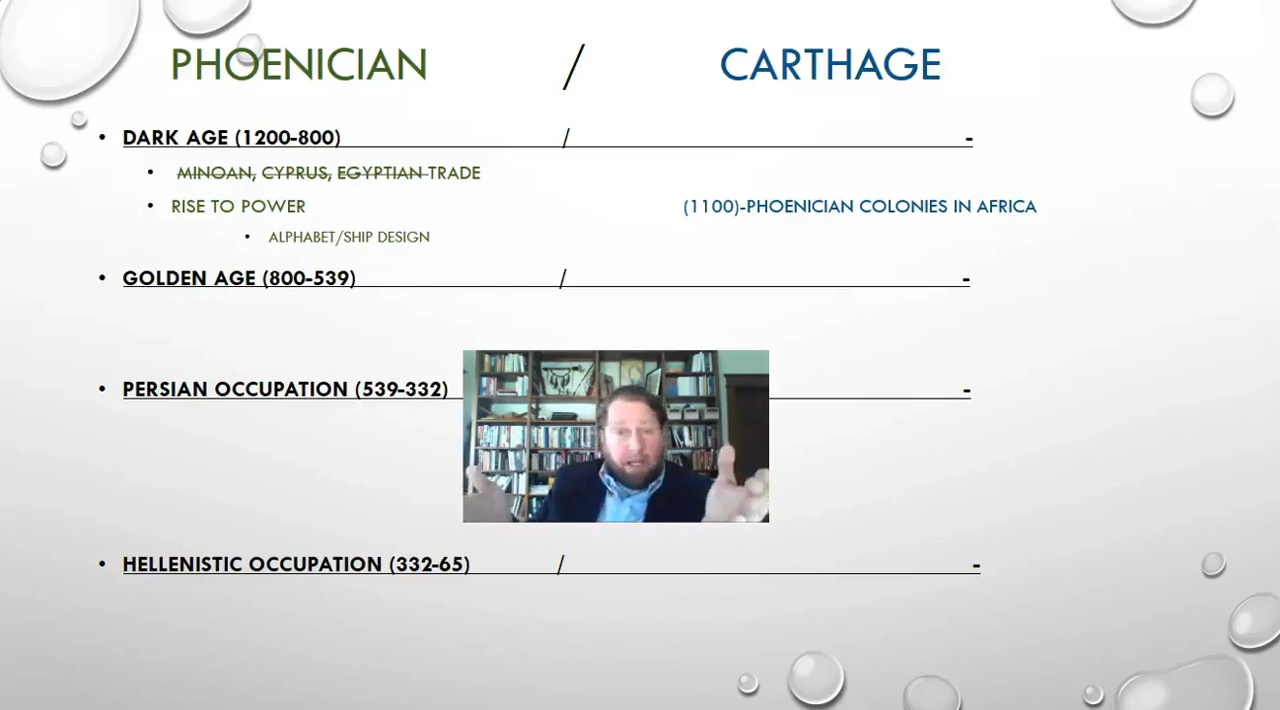 PHOENICIAN / CARTHAGE
• DARK AGE (1200-800) / -
• MINOAN, CYPRUS, EGYPTIAN TRADE
• RISE TO POWER (1100)-PHOENICIAN COLONIES IN AFRICA
• ALPHABET/SHIP DESIGN
• GOLDEN AGE (800-539) / -
• PERSIAN OCCUPATION (539-332) -
• HELLENISTIC OCCUPATION (332-65) / -